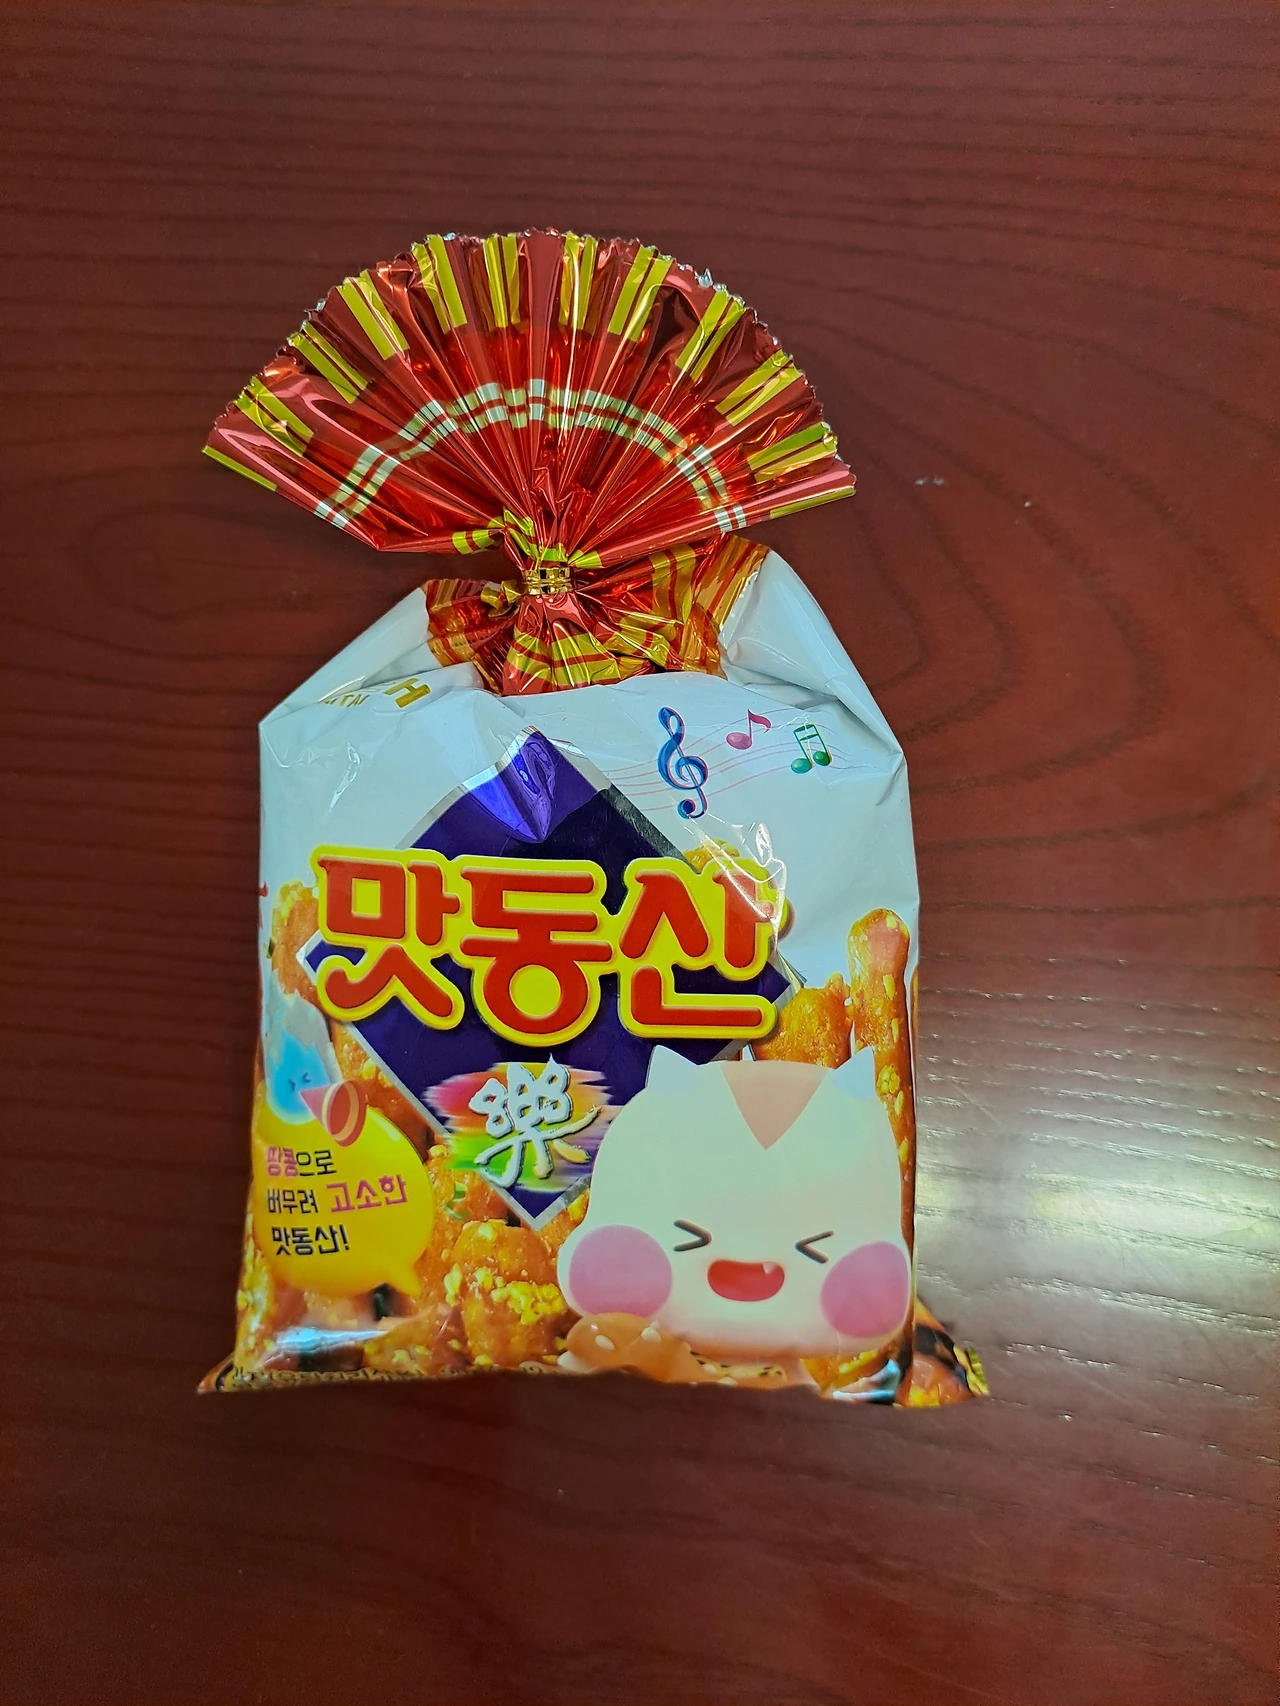 맛동산
樂
땅콩으로
버무려 고소한
맛동산!